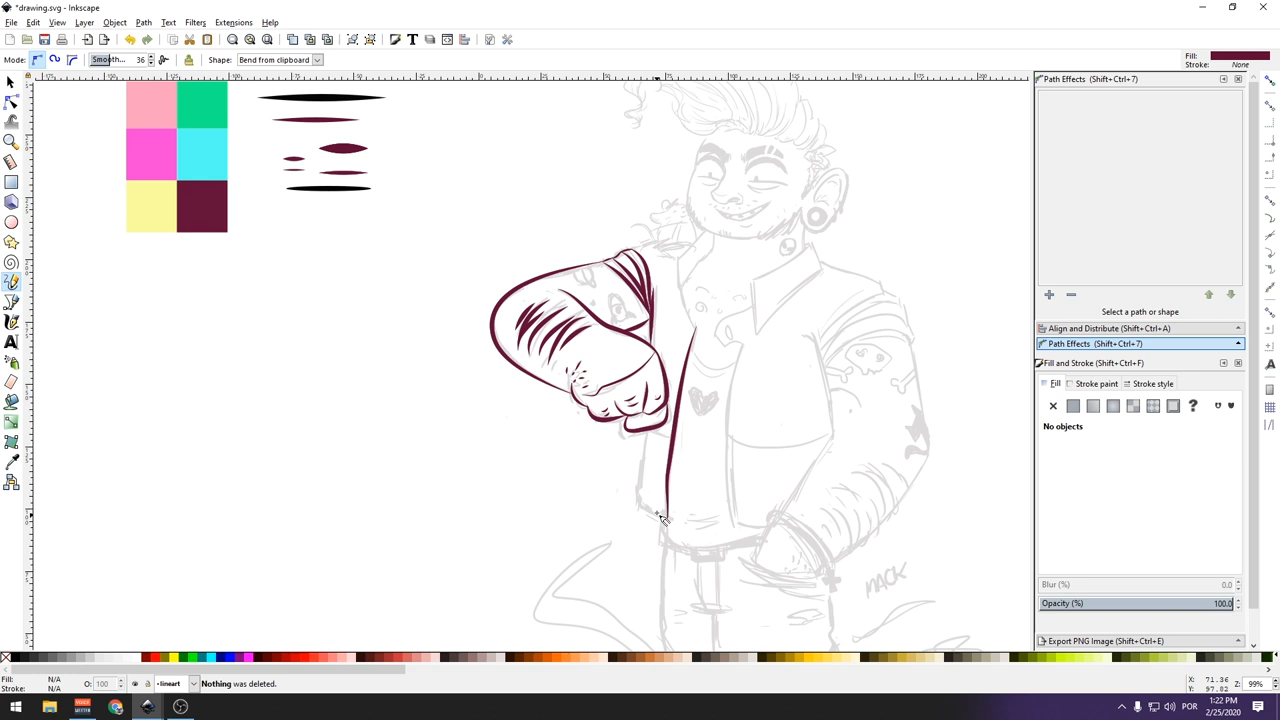 *drawing.svg - Inkscape
File Edit View Layer Object Path Text Filters Extensions Help
Mode: Smooth... 36 Shape: Bend from clipboard
Fill:
Stroke: None
Path Effects (Shift+Ctrl+7)
Select a path or shape
Align and Distribute (Shift+Ctrl+A)
Path Effects (Shift+Ctrl+7)
Fill and Stroke (Shift+Ctrl+F)
Fill Stroke paint Stroke style
No objects
MACK
Blur (%) 0.0
Opacity (%) 100.0
Export PNG Image (Shift+Ctrl+E)
Fill: N/A
Stroke: N/A
O: 100
lineart
Nothing was deleted.
X: 71.36
Y: 97.02
Z: 99%
POR
1:22 PM
2/25/2020